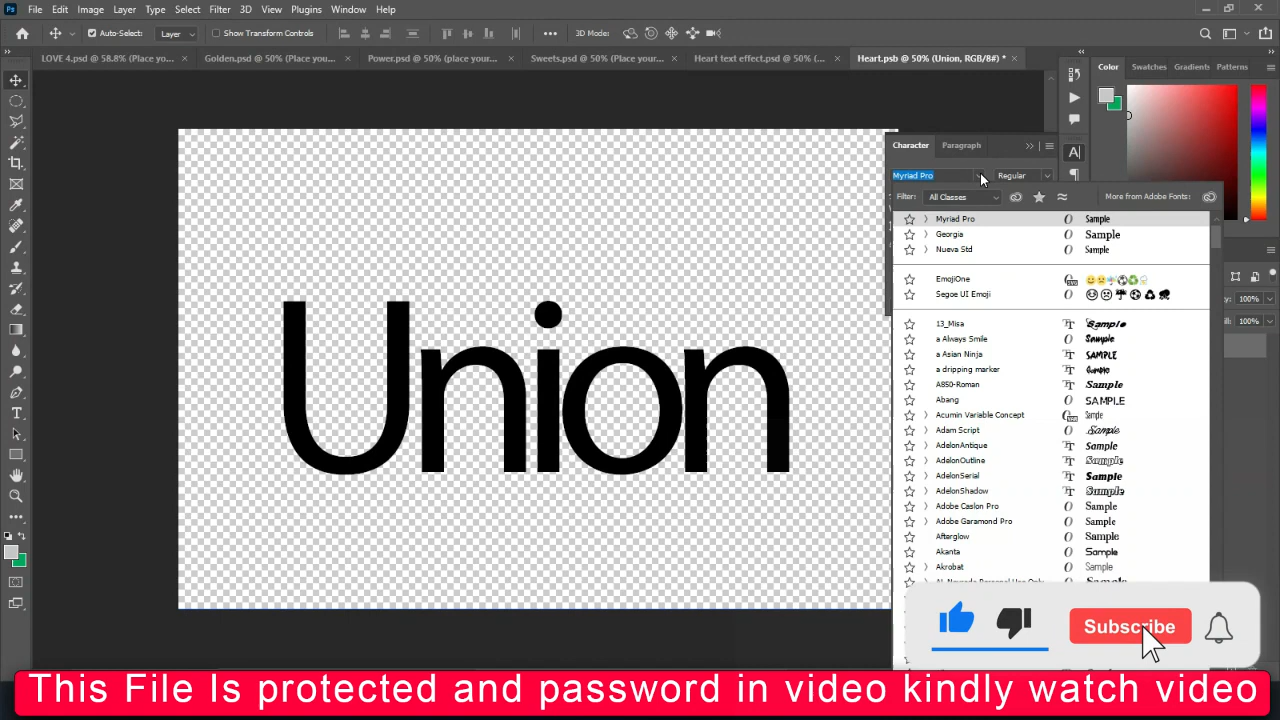 Ps File Edit Image Layer Type Select Filter 3D View Plugins Window Help
Auto-Select: Layer Show Transform Controls 3D Mode:
LOVE 4.psd @ 58.8% (Place yo... × Golden.psd @ 50% (place your... × Power.psd @ 50% (place your... × Sweets.psd @ 50% (Place your... × Heart text effect.psd @ 50% (... × Heart.psb @ 50% (Union, RGB/8#) * ×
Color Swatches Gradients Patterns
Character Paragraph
Myriad Pro Regular
Filter: All Classes More from Adobe Fonts:
Myriad Pro Sample
Georgia Sample
Nueva Std Sample
EmojiOne
Segoe UI Emoji
100%
100%
13_Misa Sample
a Always Smile Sample
a Asian Ninja SAMPLE
a dripping marker Sample
A850-Roman Sample
Abang SAMPLE
Acumin Variable Concept Sample
Adam Script Sample
AdelonAntique Sample
AdelonOutline Sample
AdelonSerial Sample
AdelonShadow Sample
Adobe Caslon Pro Sample
Adobe Garamond Pro Sample
Afterglow Sample
Akanta Sample
Akrobat Sample
Union
Subscribe
This File Is protected and password in video kindly watch video